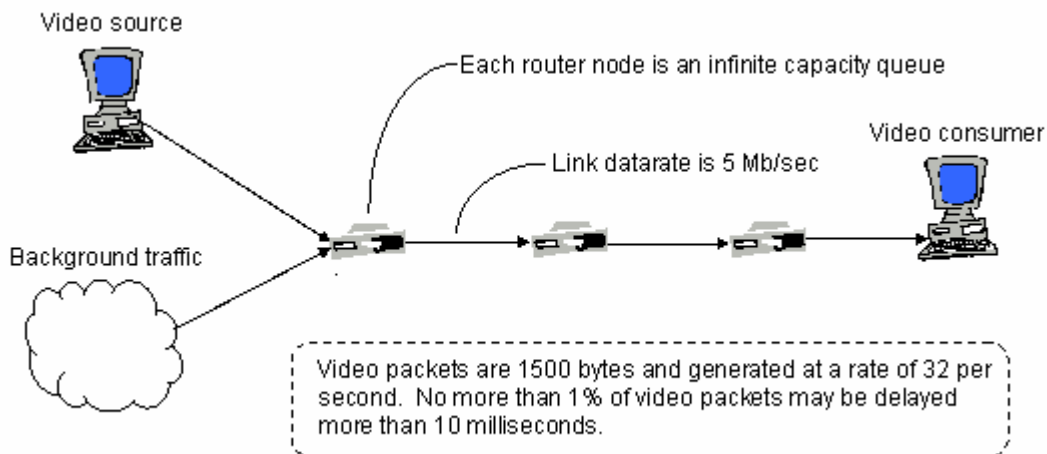 Video source
Each router node is an infinite capacity queue
Video consumer
Link datarate is 5 Mb/sec
Background traffic
Video packets are 1500 bytes and generated at a rate of 32 per
second. No more than 1% of video packets may be delayed
more than 10 milliseconds.